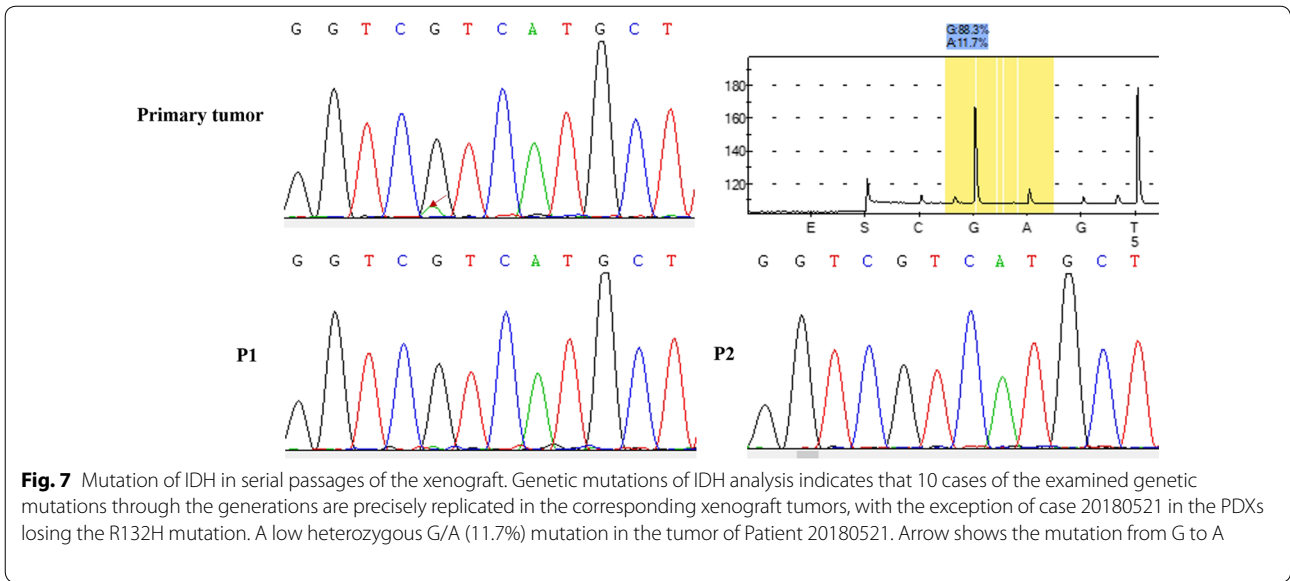 G G T C G T C A T G C T
G:88.3%
A:11.7%
Primary tumor
180
160
140
120
E S C G A G T
5
G G T C G T C A T G C T
G G T C G T C A T G C T
P1
P2
Fig. 7 Mutation of IDH in serial passages of the xenograft. Genetic mutations of IDH analysis indicates that 10 cases of the examined genetic
mutations through the generations are precisely replicated in the corresponding xenograft tumors, with the exception of case 20180521 in the PDXs
losing the R132H mutation. A low heterozygous G/A (11.7%) mutation in the tumor of Patient 20180521. Arrow shows the mutation from G to A